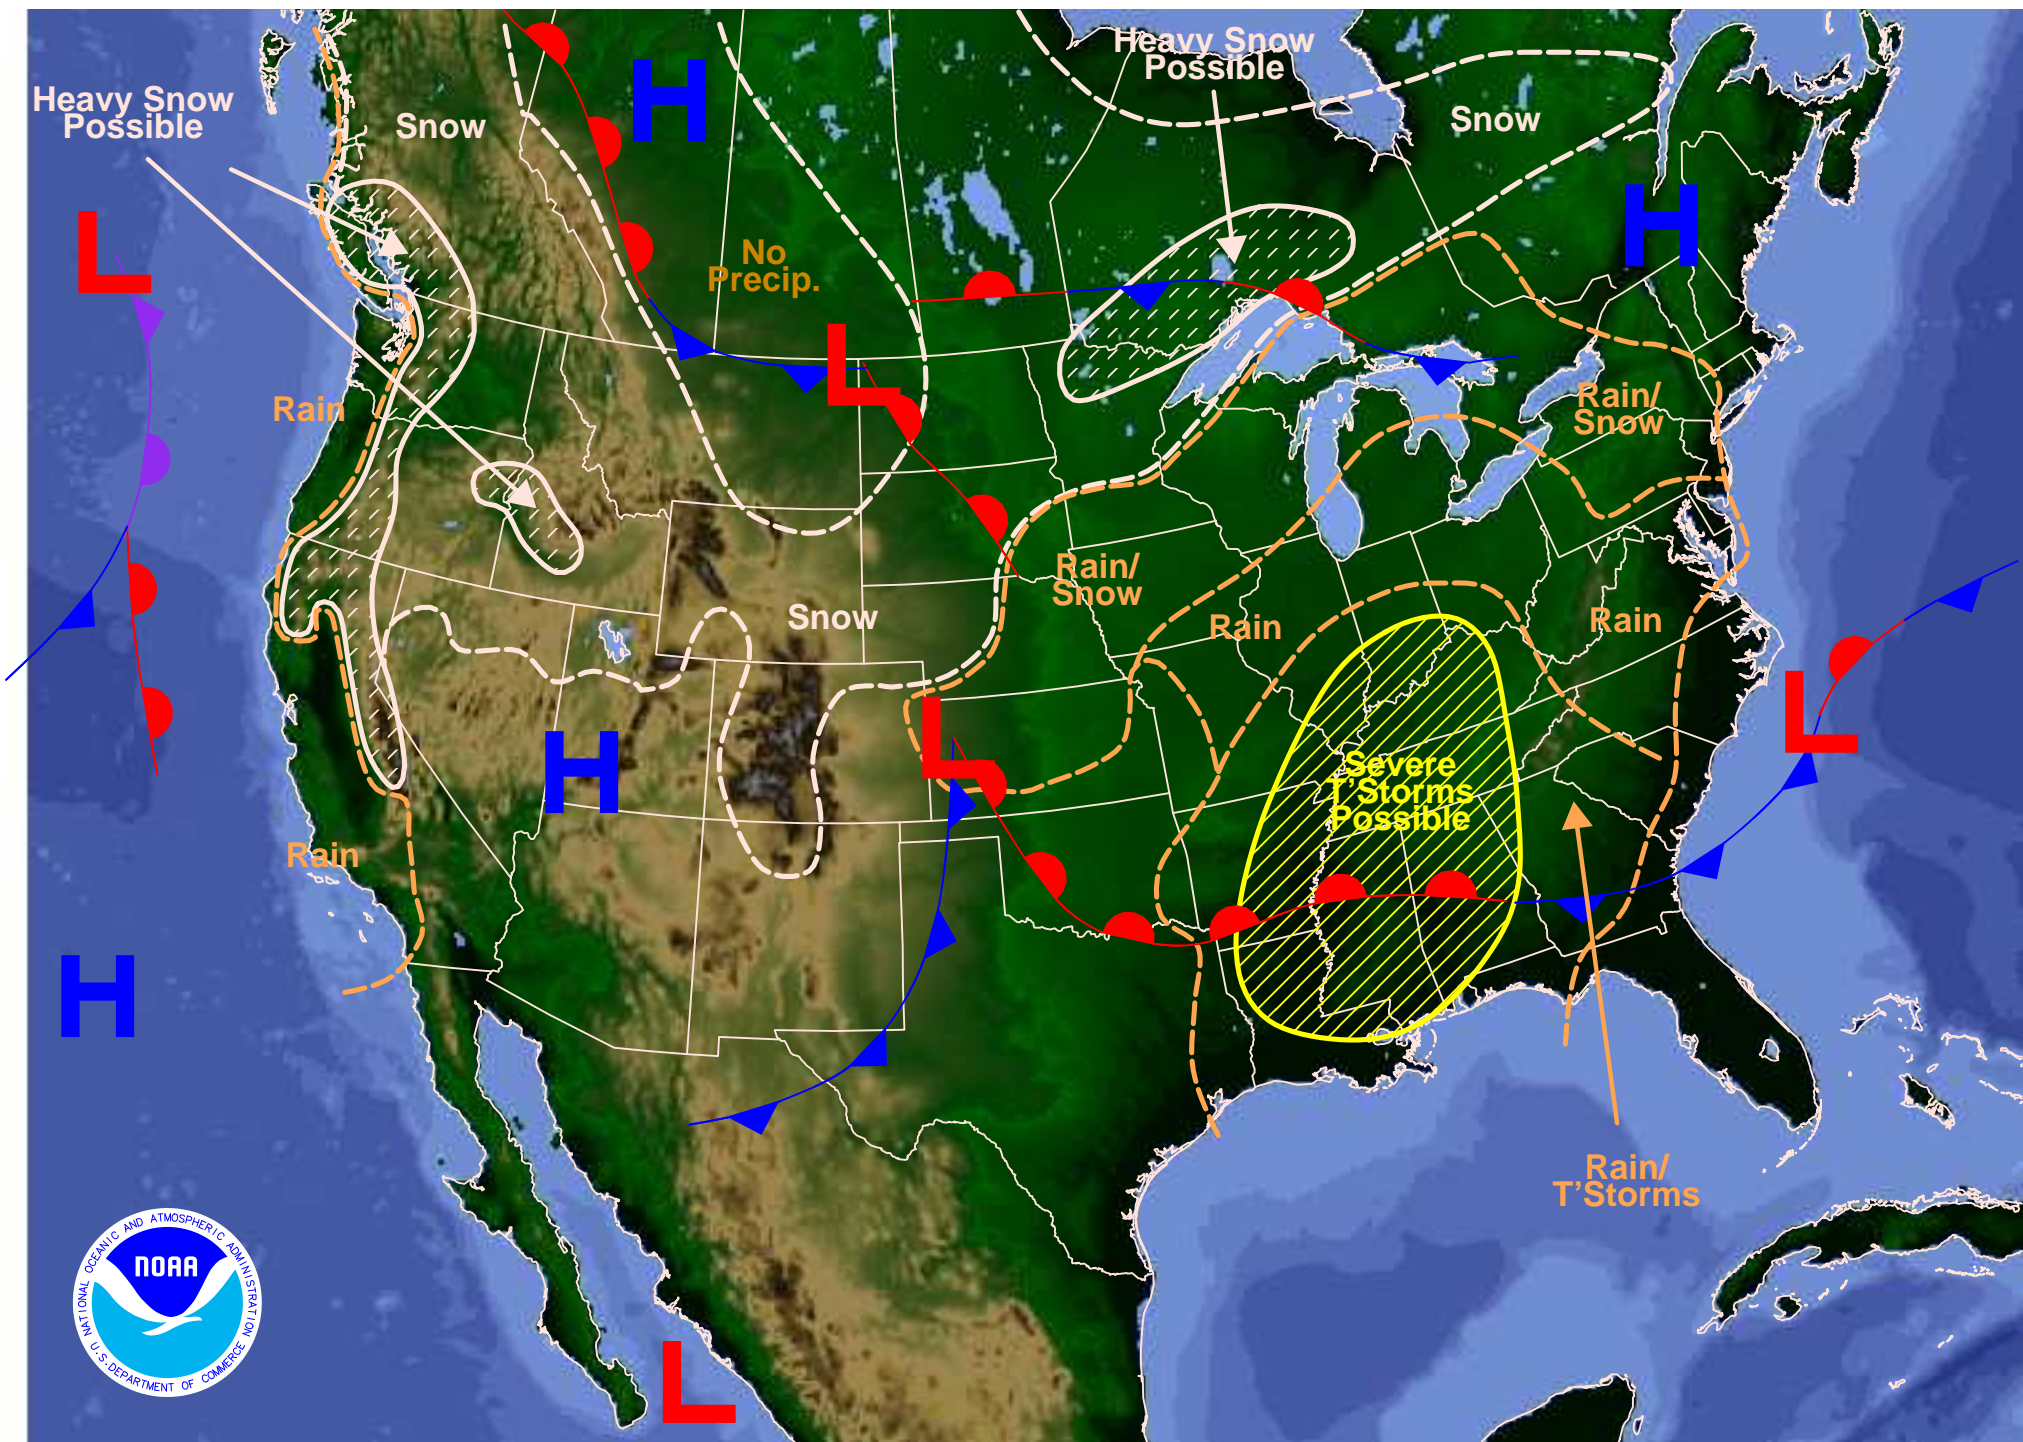 Heavy Snow
Possible
Snow
H
Heavy Snow
Possible
Snow
L
H
No
Precip.
L
Rain
Rain/
Snow
Rain/
Snow
Snow
Rain
Rain
H
L
L
Severe
T'Storms
Possible
Rain
H
Rain/
T'Storms
L
NOAA
NATIONAL OCEANIC AND ATMOSPHERIC ADMINISTRATION
U.S. DEPARTMENT OF COMMERCE